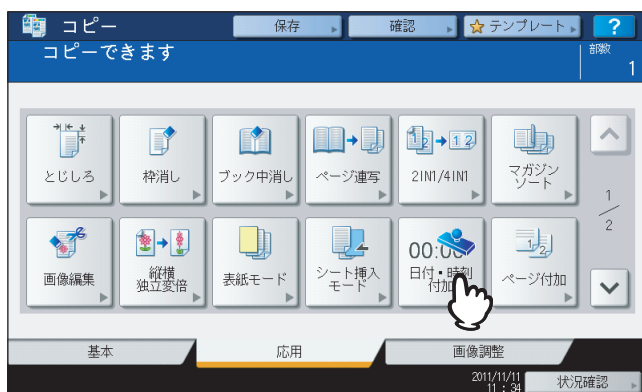 コピー
保存
確認
テンプレート
?
コピーできます
部数
1
とじしろ
枠消し
ブック中消し
ページ連写
2IN1/4IN1
マガジン
ソート
1
2
画像編集
縦横
独立変倍
表紙モード
シート挿入
モード
00:00
日付・時刻
付加
ページ付加
基本
応用
画像調整
2011/11/11
11 : 34
状況確認